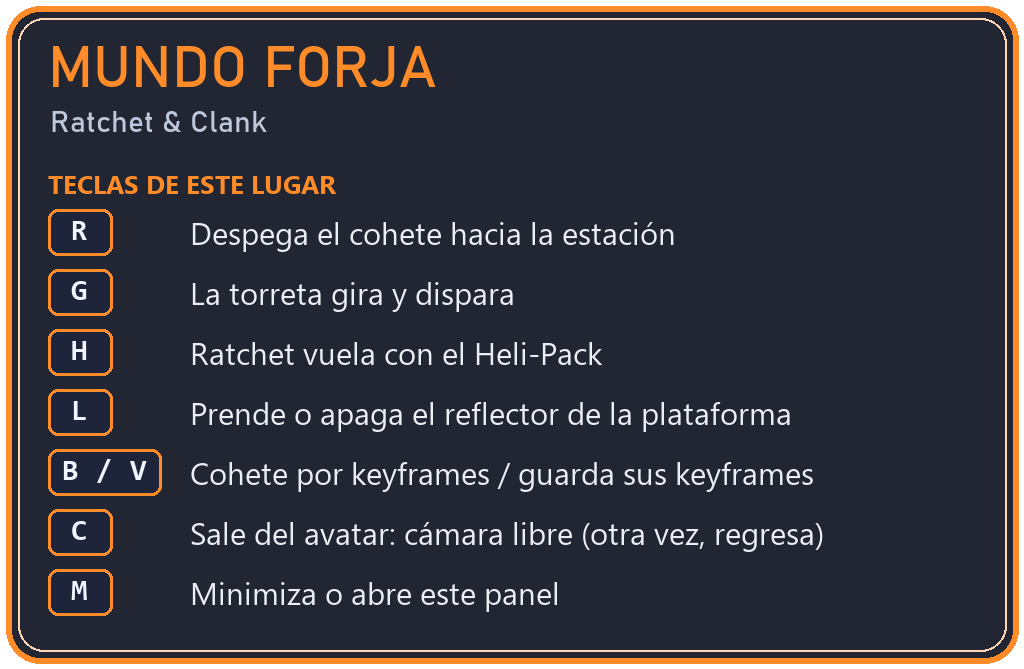 MUNDO FORJA
Ratchet & Clank
TECLAS DE ESTE LUGAR
R Despega el cohete hacia la estación
G La torreta gira y dispara
H Ratchet vuela con el Heli-Pack
L Prende o apaga el reflector de la plataforma
B / V Cohete por keyframes / guarda sus keyframes
C Sale del avatar: cámara libre (otra vez, regresa)
M Minimiza o abre este panel